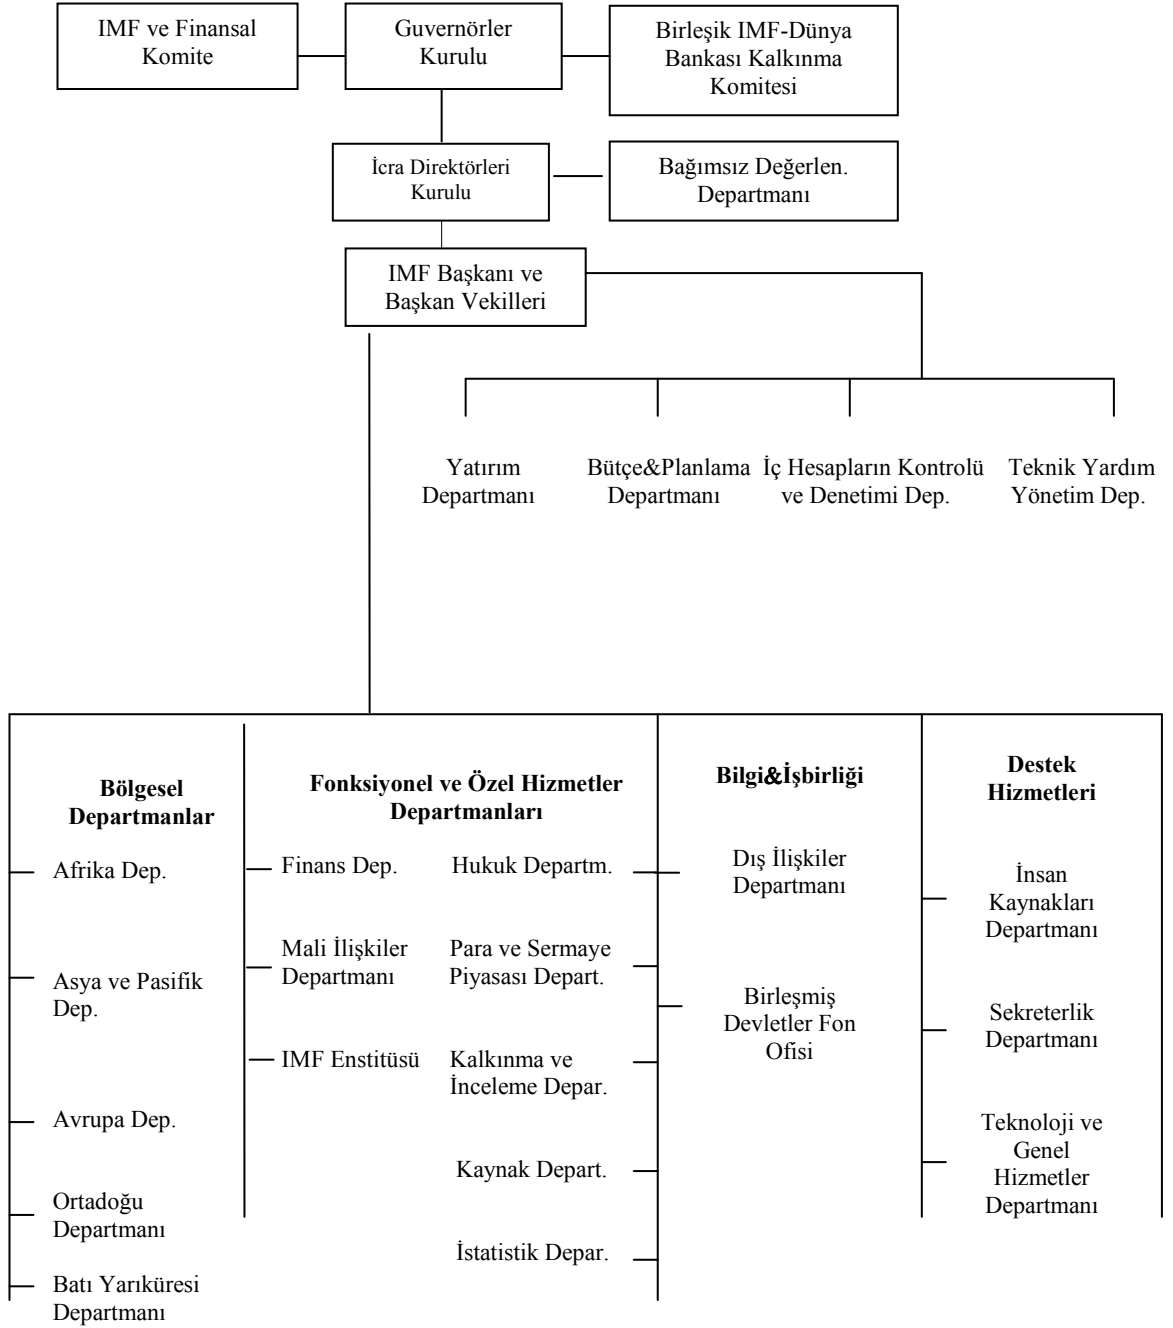 IMF ve Finansal
Komite
Guvernörler
Kurulu
Birleşik IMF-Dünya
Bankası Kalkınma
Komitesi
İcra Direktörleri
Kurulu
Bağımsız Değerlen.
Departmanı
IMF Başkanı ve
Başkan Vekilleri
Yatırım
Departmanı
Bütçe&Planlama
Departmanı
İç Hesapların Kontrolü
ve Denetimi Dep.
Teknik Yardım
Yönetim Dep.
Bölgesel
Departmanlar
Afrika Dep.
Asya ve Pasifik
Dep.
Avrupa Dep.
Ortadoğu
Departmanı
Batı Yarıküresi
Departmanı
Fonksiyonel ve Özel Hizmetler
Departmanları
Finans Dep.
Mali İlişkiler
Departmanı
IMF Enstitüsü
Hukuk Departm.
Para ve Sermaye
Piyasası Depart.
Kalkınma ve
İnceleme Depar.
Kaynak Depart.
İstatistik Depar.
Bilgi&İşbirliği
Dış İlişkiler
Departmanı
Birleşmiş
Devletler Fon
Ofisi
Destek
Hizmetleri
İnsan
Kaynakları
Departmanı
Sekreterlik
Departmanı
Teknoloji ve
Genel
Hizmetler
Departmanı